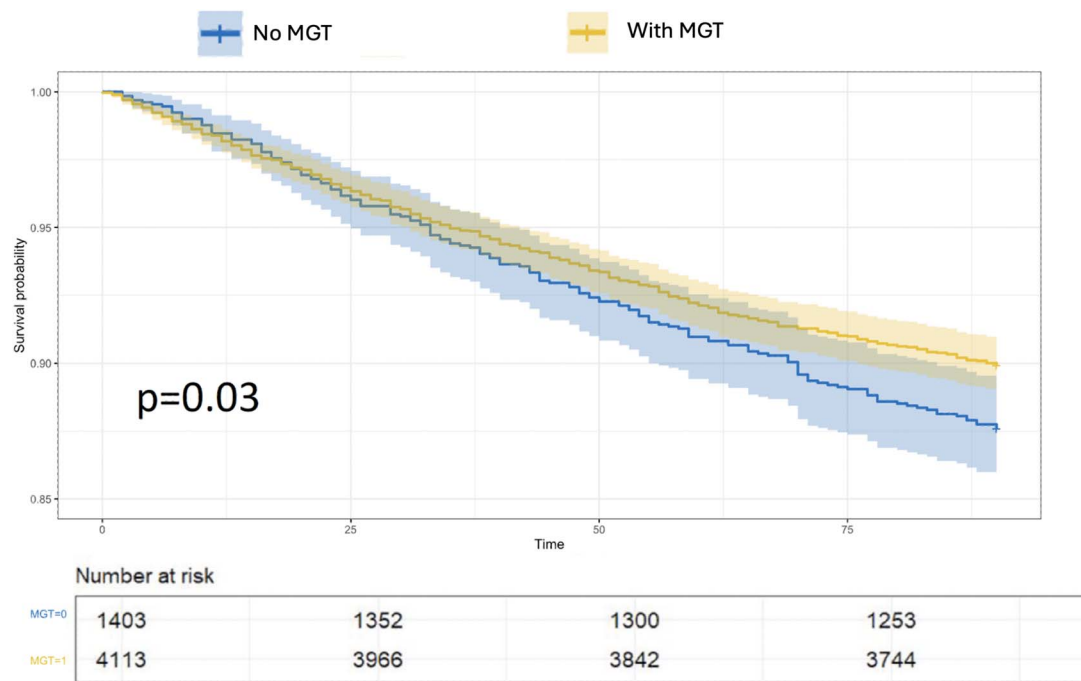 No MGT
With MGT
1.00
0.95
0.90
0.85
Survival probability
p=0.03
0 25 50 75
Time
Number at risk
MGT=0 1403 1352 1300 1253
MGT=1 4113 3966 3842 3744